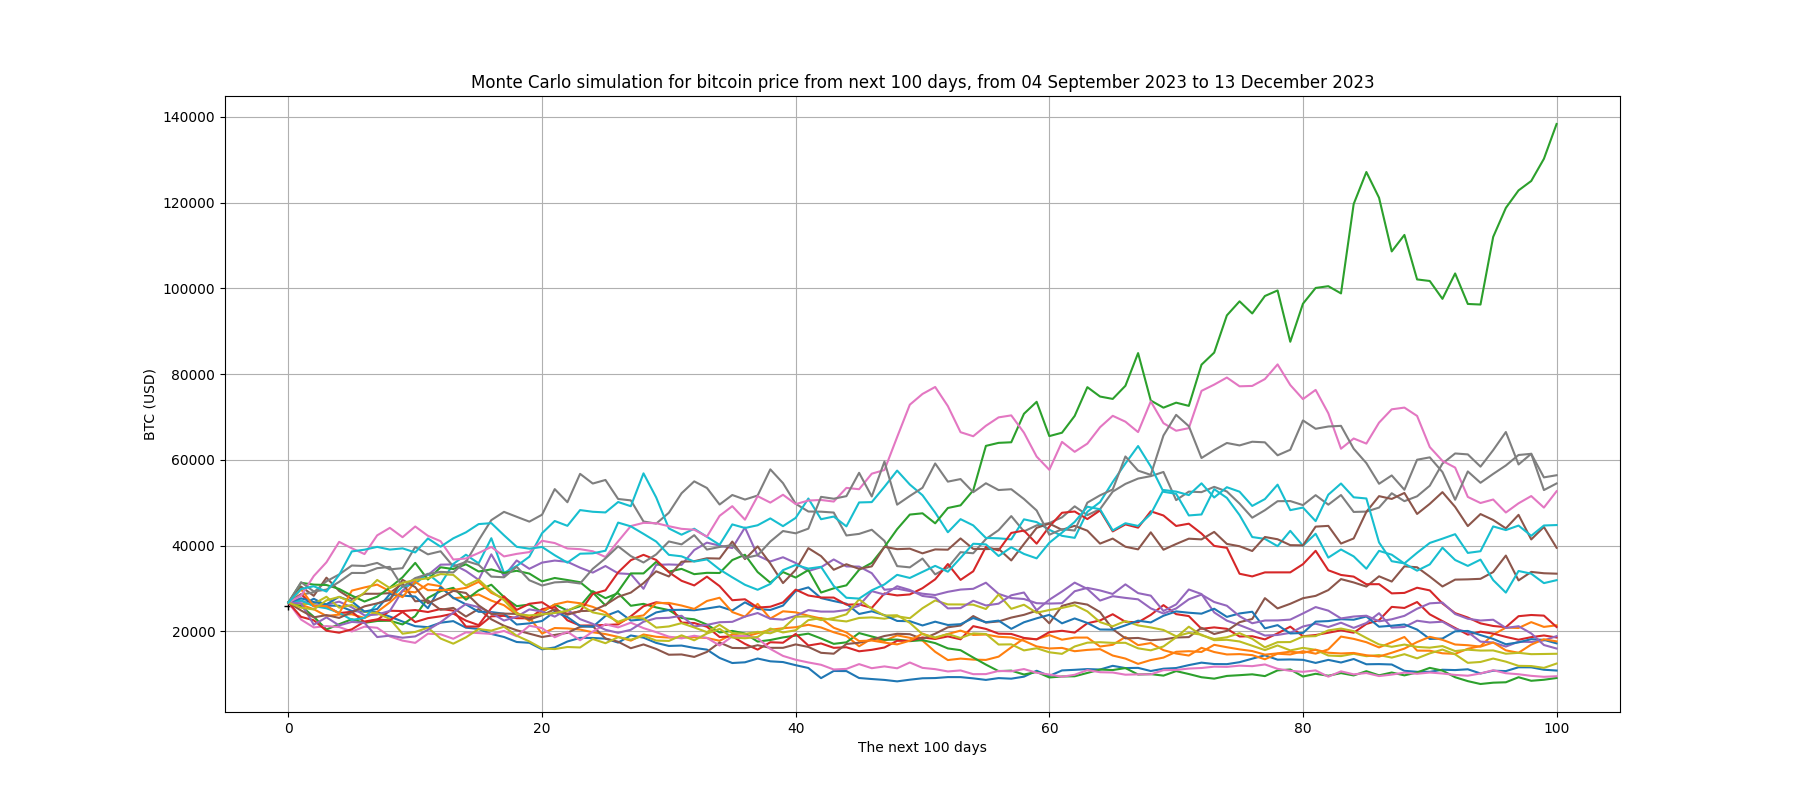 Monte Carlo simulation for bitcoin price from next 100 days, from 04 September 2023 to 13 December 2023
140000
120000
100000
80000
60000
40000
20000
BTC (USD)
0 20 40 60 80 100
The next 100 days